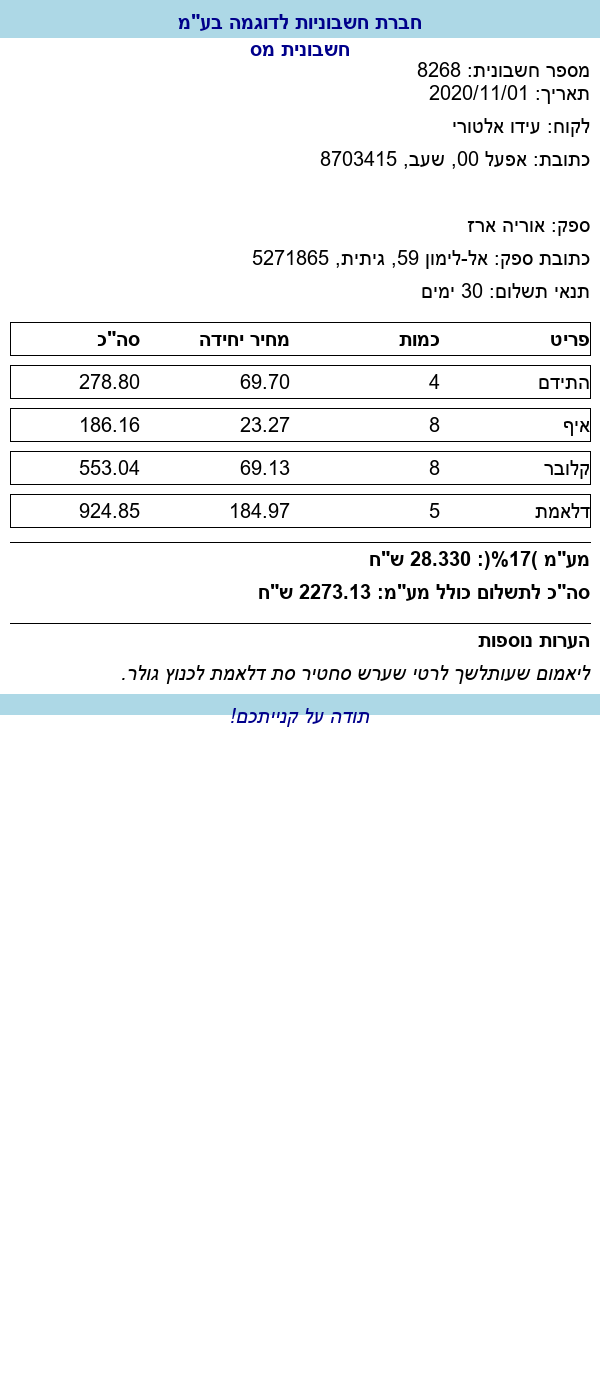 חברת חשבוניות לדוגמה בע"מ
חשבונית מס
מספר חשבונית: 8268
תאריך: 2020/11/01
לקוח: עידו אלטורי
כתובת: אפעל 00, שעב, 8703415
ספק: אוריה ארז
כתובת ספק: אל-לימון 59, גיתית, 5271865
תנאי תשלום: 30 ימים
פריט כמות מחיר יחידה סה"כ
התידם 4 69.70 278.80
איף 8 23.27 186.16
קלובר 8 69.13 553.04
דלאמת 5 184.97 924.85
מע"מ )17%(: 28.330 ש"ח
סה"כ לתשלום כולל מע"מ: 2273.13 ש"ח
הערות נוספות
ליאמום שעותלשך לרטי שערש סחטיר סת דלאמת לכנוץ גולר.
תודה על קנייתכם!